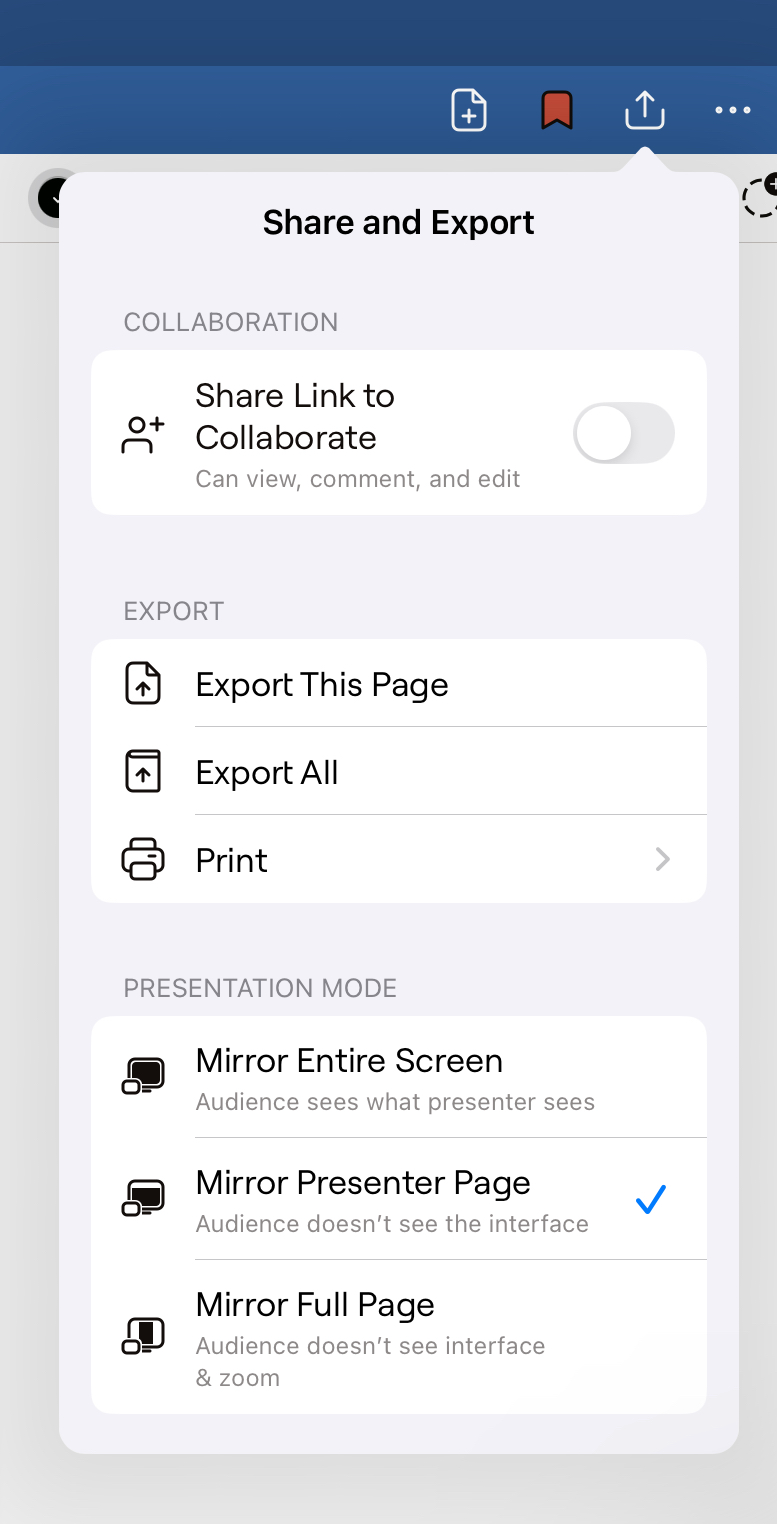 Share and Export
COLLABORATION
Share Link to
Collaborate
Can view, comment, and edit
EXPORT
Export This Page
Export All
Print
PRESENTATION MODE
Mirror Entire Screen
Audience sees what presenter sees
Mirror Presenter Page
Audience doesn’t see the interface
Mirror Full Page
Audience doesn’t see interface
& zoom